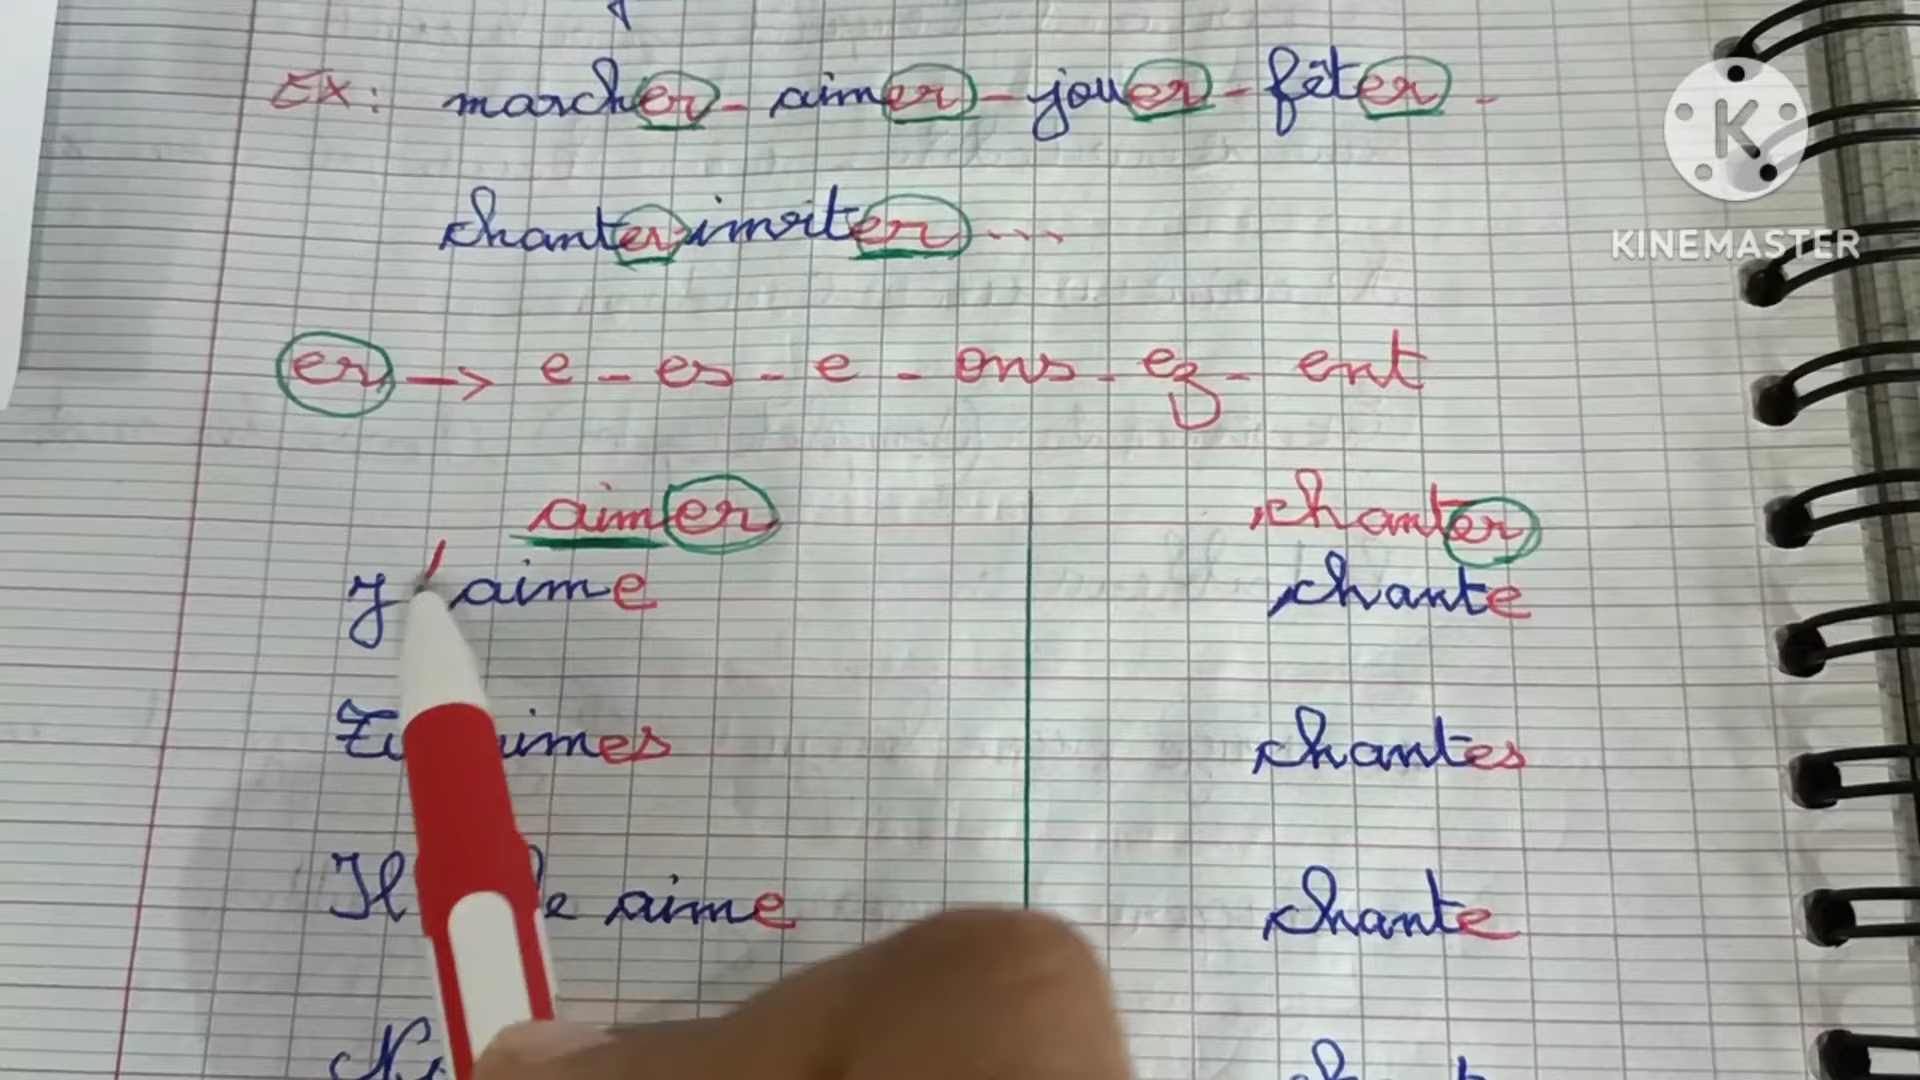 Ex: marcher - aimer - jouer - fêter -
K
KINEMASTER
chanter inviter ...
er → e - es - e - ons - ez - ent
aimer chanter
J'aime chante
aimes chantes
aime chante